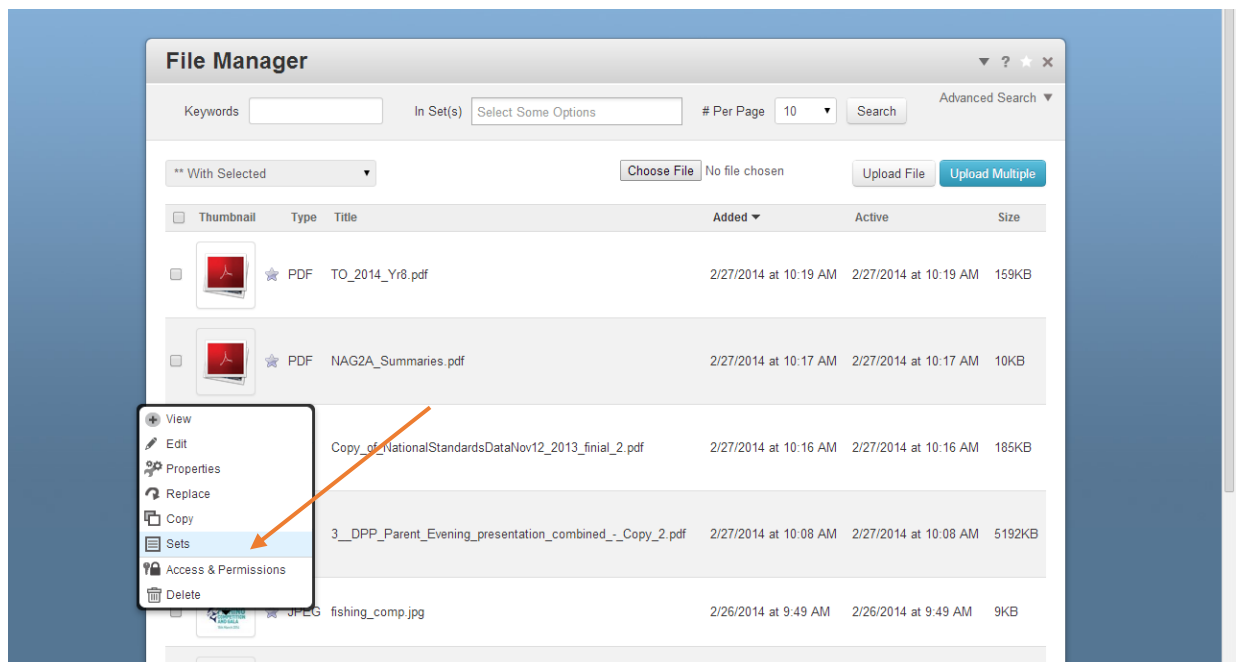 File Manager
?
Keywords In Set(s) Select Some Options # Per Page 10 Search Advanced Search
** With Selected Choose File No file chosen Upload File Upload Multiple
Thumbnail Type Title Added Active Size
PDF TO_2014_Yr8.pdf 2/27/2014 at 10:19 AM 2/27/2014 at 10:19 AM 159KB
PDF NAG2A_Summaries.pdf 2/27/2014 at 10:17 AM 2/27/2014 at 10:17 AM 10KB
Copy_of_NationalStandardsDataNov12_2013_finial_2.pdf 2/27/2014 at 10:16 AM 2/27/2014 at 10:16 AM 185KB
3__DPP_Parent_Evening_presentation_combined_-_Copy_2.pdf 2/27/2014 at 10:08 AM 2/27/2014 at 10:08 AM 5192KB
View
Edit
Properties
Replace
Copy
Sets
Access & Permissions
Delete
JPEG fishing_comp.jpg 2/26/2014 at 9:49 AM 2/26/2014 at 9:49 AM 9KB
AND GALA